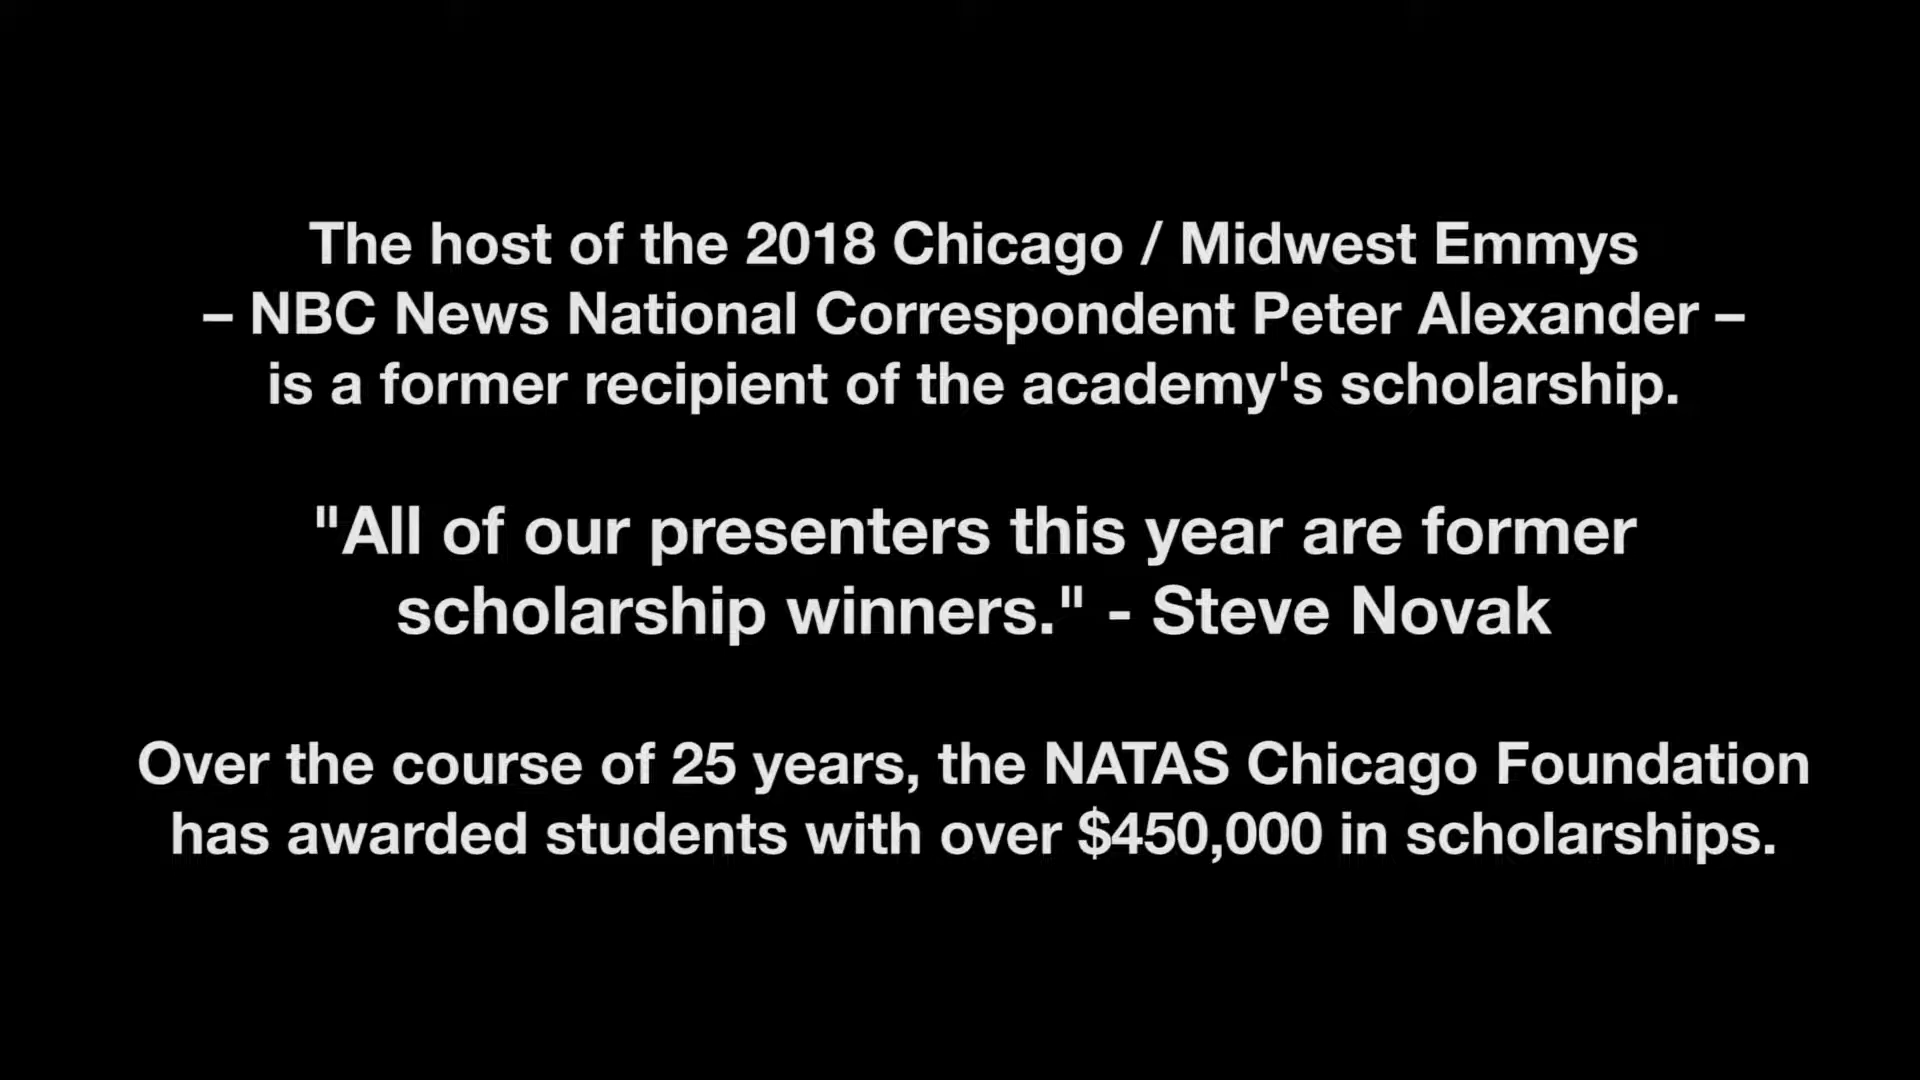 The host of the 2018 Chicago / Midwest Emmys
– NBC News National Correspondent Peter Alexander –
is a former recipient of the academy's scholarship.
"All of our presenters this year are former
scholarship winners." - Steve Novak
Over the course of 25 years, the NATAS Chicago Foundation
has awarded students with over $450,000 in scholarships.